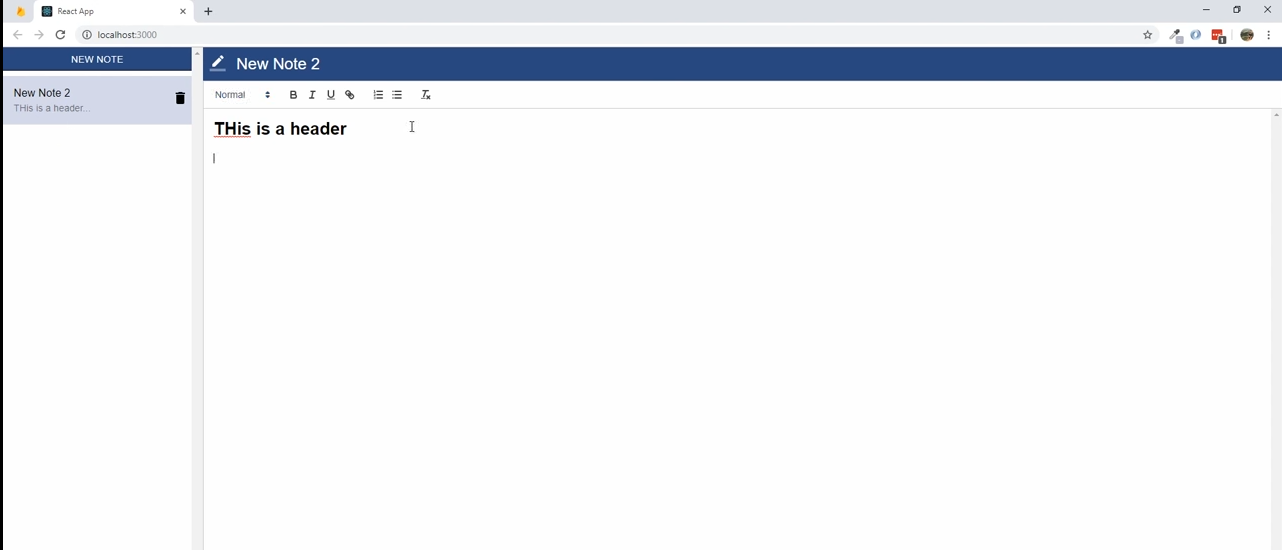 React App
localhost:3000
NEW NOTE
New Note 2
New Note 2
THis is a header...
Normal
B I U
THis is a header
1